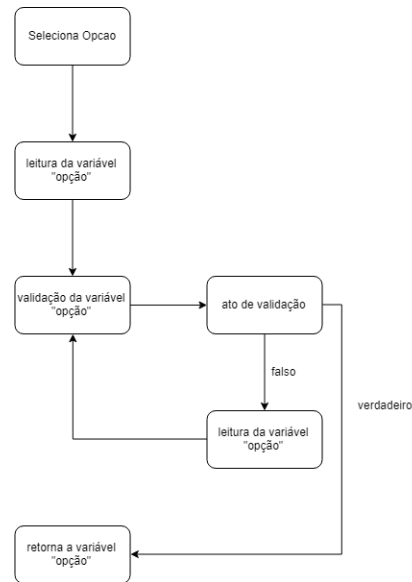 Seleciona Opcao
leitura da variável
"opção"
validação da variável
"opção"
ato de validação
falso
leitura da variável
"opção"
verdadeiro
retorna a variável
"opção"